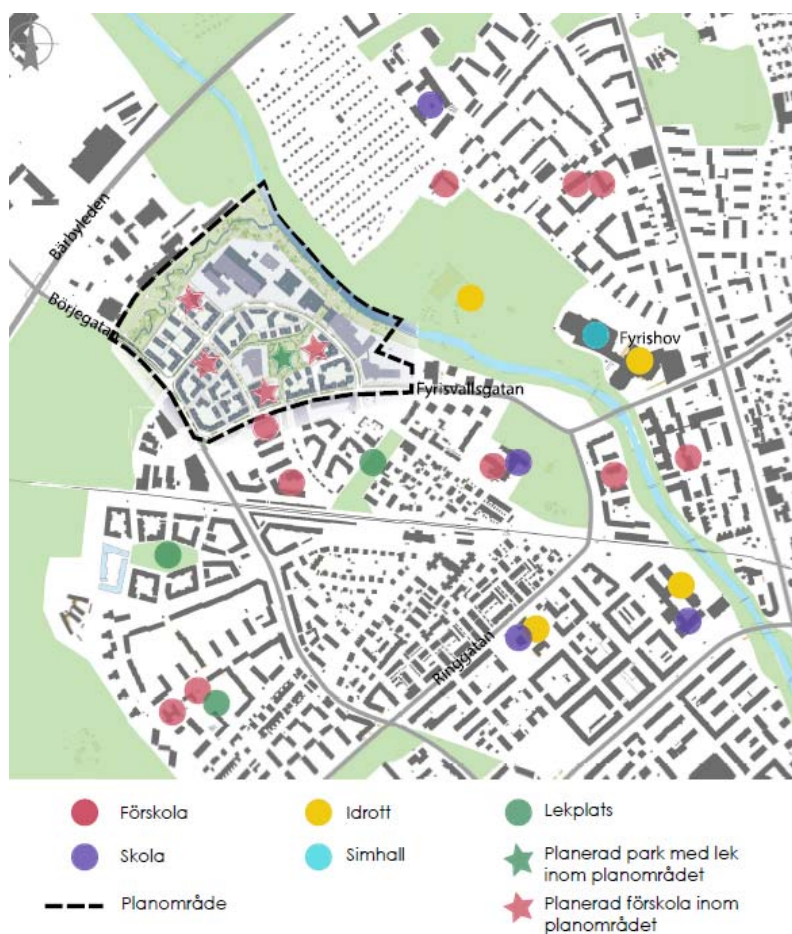 Bärbyleden
Börjegatan
Fyrishov
Fyrisvallsgatan
Ringgatan
Förskola
Idrott
Lekplats
Skola
Simhall
Planerad park med lek
inom planområdet
Planområde
Planerad förskola inom
planområdet